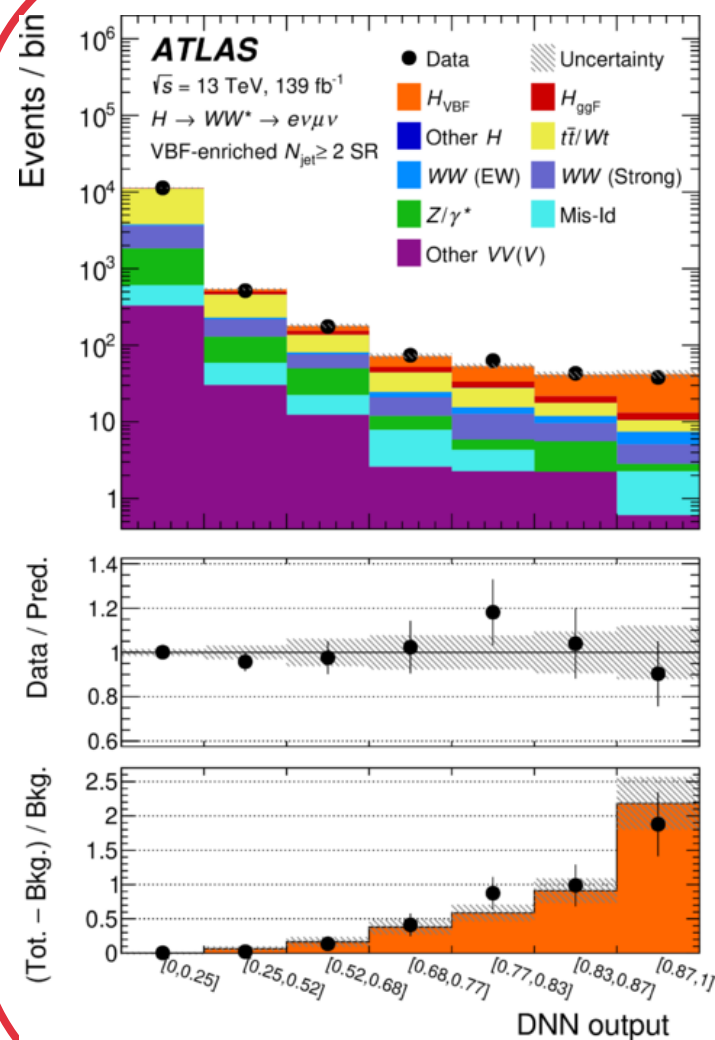 Events / bin
10⁶
10⁵
10⁴
10³
10²
10
1
ATLAS
√s = 13 TeV, 139 fb⁻¹
H → WW* → eνμν
VBF-enriched N_jet ≥ 2 SR
Data
Uncertainty
H_VBF
H_ggF
Other H
tt̄/Wt
WW (EW)
WW (Strong)
Z/γ*
Mis-Id
Other VV(V)
Data / Pred.
1.4
1.2
1
0.8
0.6
(Tot. − Bkg.) / Bkg.
2.5
2
1.5
1
0.5
0
[0,0.25]
[0.25,0.52]
[0.52,0.68]
[0.68,0.77]
[0.77,0.83]
[0.83,0.87]
[0.87,1]
DNN output